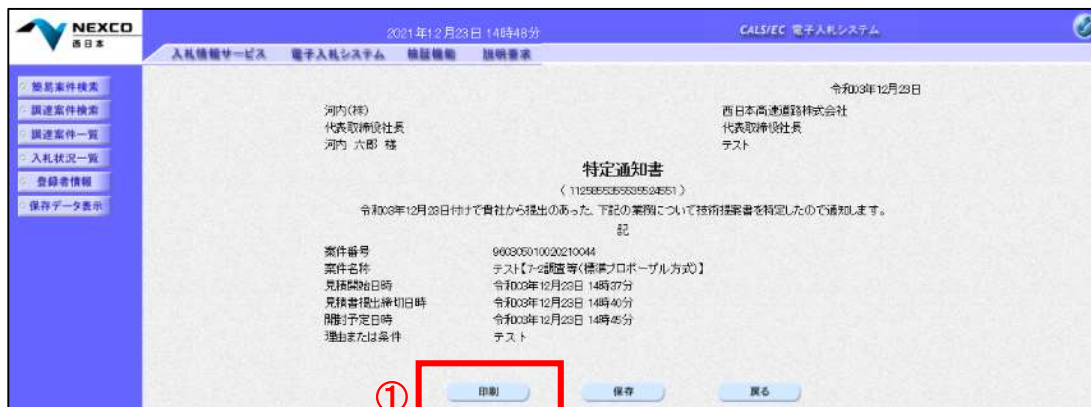 NEXCO
西日本
2021年12月23日 14時48分
CALS/EC 電子入札システム
入札情報サービス 電子入札システム 検証機能 説明要求
簡易案件検索
調達案件検索
調達案件一覧
入札状況一覧
登録者情報
保存データ表示
令和03年12月23日
河内(株)
代表取締役社長
河内 六郎 様
西日本高速道路株式会社
代表取締役社長
テスト
特定通知書
令和03年12月23日付けで貴社から提出のあった、下記の業務について技術提案書を特定したので通知します。
記
案件番号 960305010020210044
案件名称 テスト【7-2調査等(標準プロポーザル方式)】
見積開始日時 令和03年12月23日 14時37分
見積書提出締切日時 令和03年12月23日 14時40分
開封予定日時 令和03年12月23日 14時45分
理由または条件 テスト
①
印刷 保存 戻る